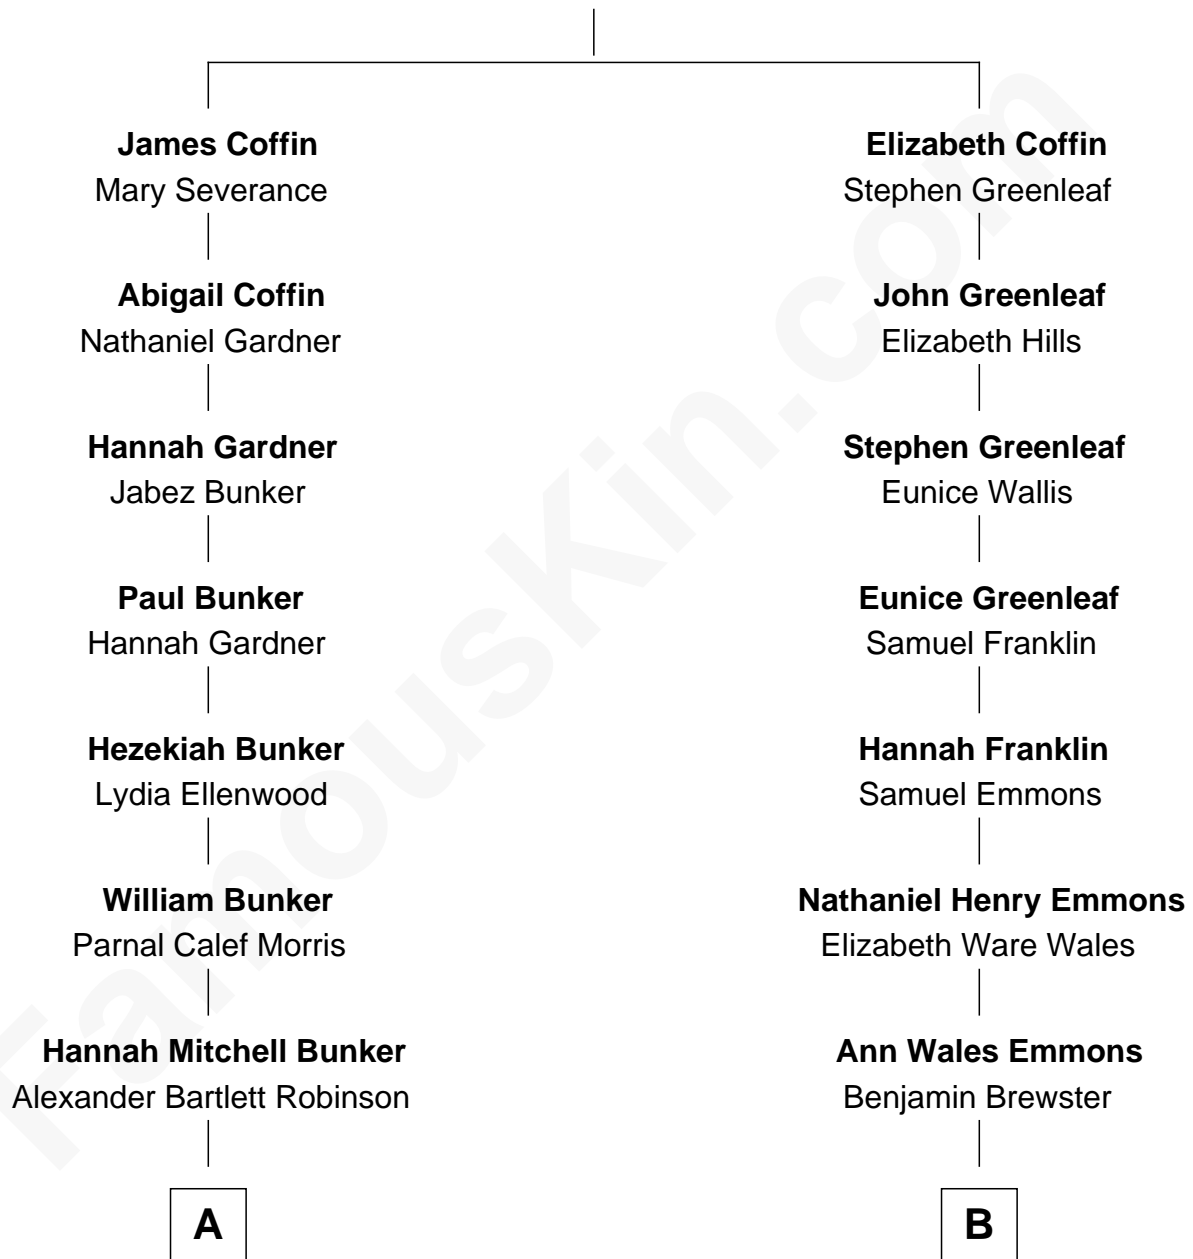 James Coffin
Mary Severance
Abigail Coffin
Nathaniel Gardner
Hannah Gardner
Jabez Bunker
Paul Bunker
Hannah Gardner
Hezekiah Bunker
Lydia Ellenwood
William Bunker
Parnal Calef Morris
Hannah Mitchell Bunker
Alexander Bartlett Robinson
A
Elizabeth Coffin
Stephen Greenleaf
John Greenleaf
Elizabeth Hills
Stephen Greenleaf
Eunice Wallis
Eunice Greenleaf
Samuel Franklin
Hannah Franklin
Samuel Emmons
Nathaniel Henry Emmons
Elizabeth Ware Wales
Ann Wales Emmons
Benjamin Brewster
B
FamousKin.com